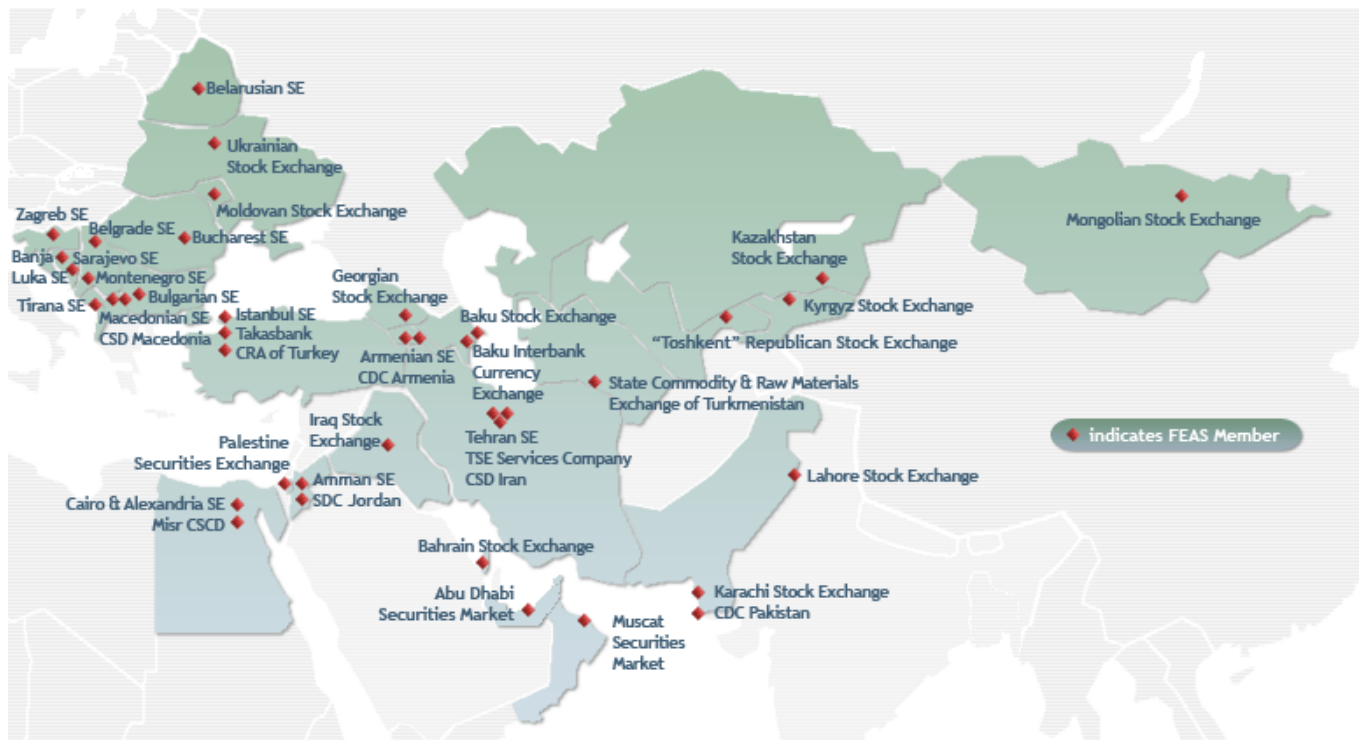 Belarusian SE
Ukrainian
Stock Exchange
Moldovan Stock Exchange
Zagreb SE
Belgrade SE
Bucharest SE
Banja
Luka SE
Sarajevo SE
Montenegro SE
Tirana SE
Bulgarian SE
Macedonian SE
CSD Macedonia
Istanbul SE
Takasbank
CRA of Turkey
Georgian
Stock Exchange
Armenian SE
CDC Armenia
Baku Stock Exchange
Baku Interbank
Currency
Exchange
Kazakhstan
Stock Exchange
Kyrgyz Stock Exchange
“Toshkent” Republican Stock Exchange
Mongolian Stock Exchange
State Commodity & Raw Materials
Exchange of Turkmenistan
Iraq Stock
Exchange
Tehran SE
TSE Services Company
CSD Iran
Palestine
Securities Exchange
Amman SE
SDC Jordan
Cairo & Alexandria SE
Misr CSCD
indicates FEAS Member
Lahore Stock Exchange
Bahrain Stock Exchange
Abu Dhabi
Securities Market
Muscat
Securities
Market
Karachi Stock Exchange
CDC Pakistan